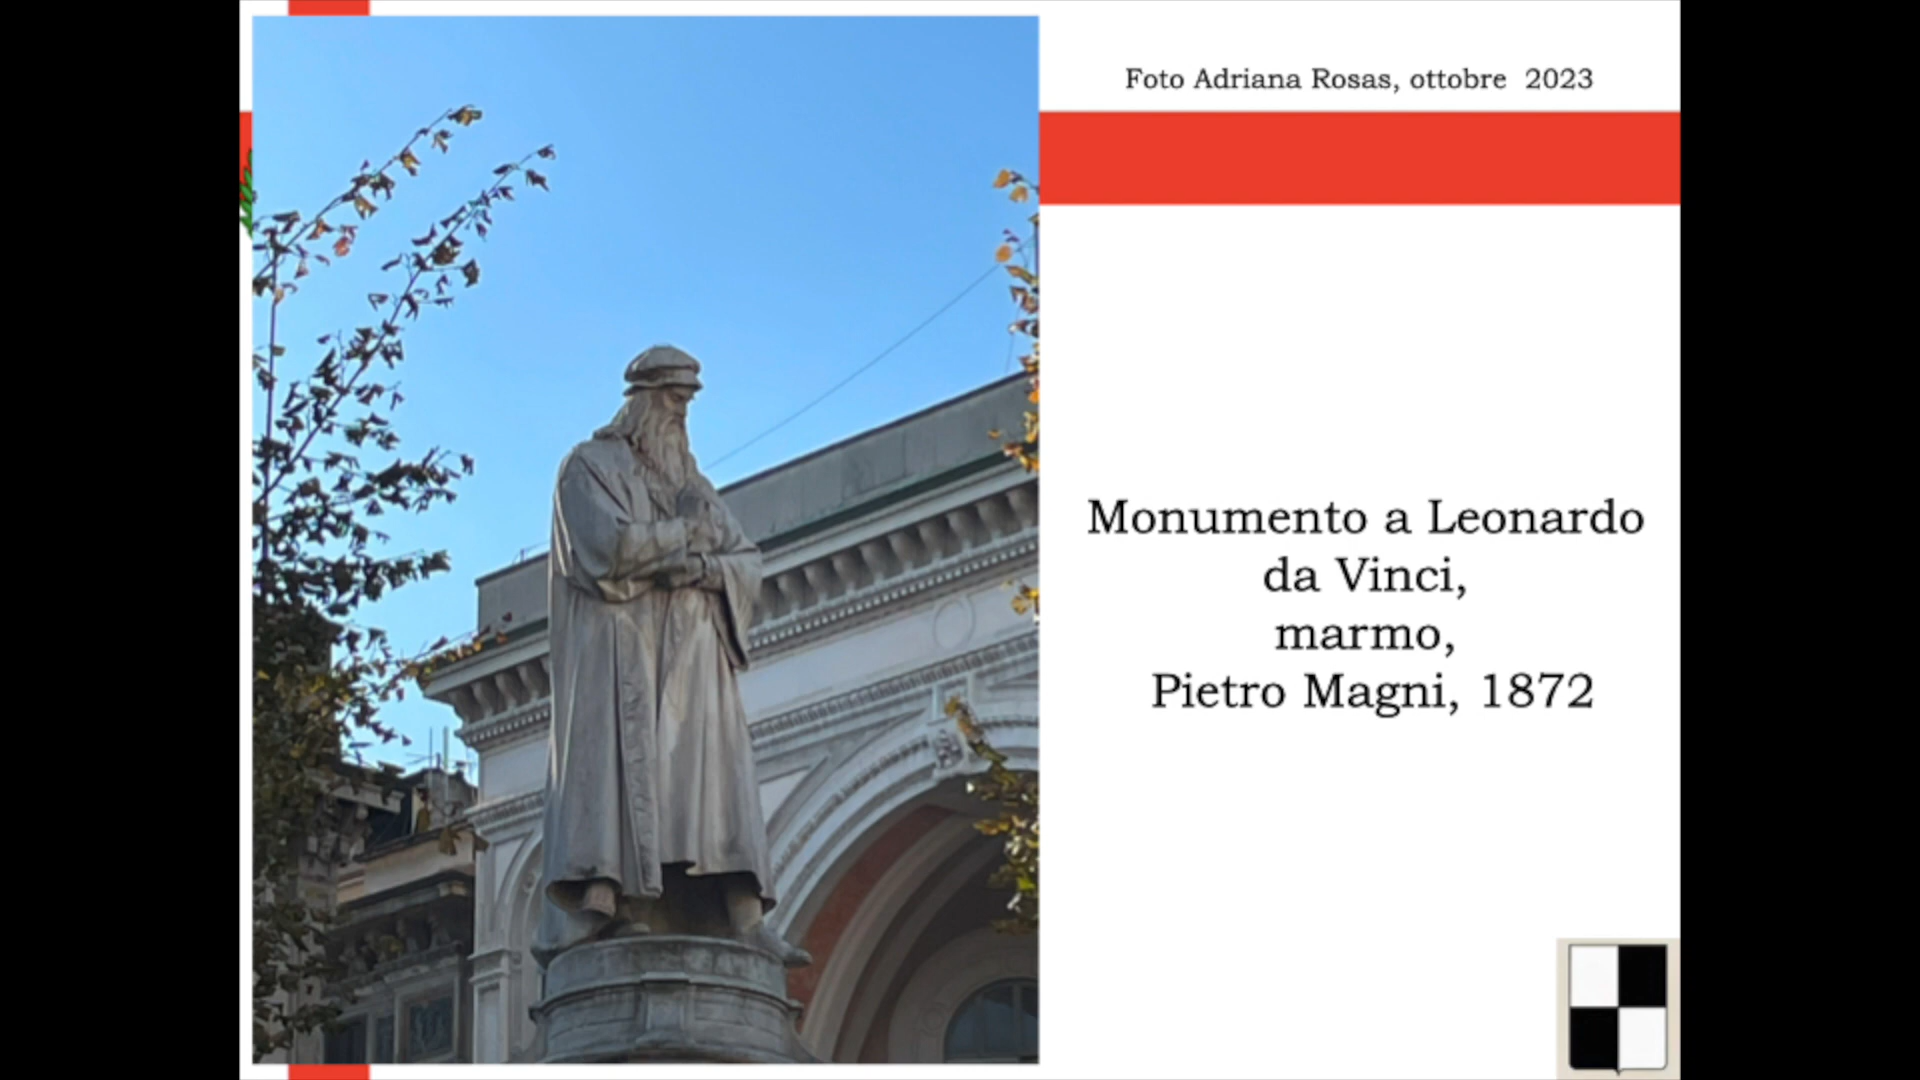 Foto Adriana Rosas, ottobre 2023
Monumento a Leonardo
da Vinci,
marmo,
Pietro Magni, 1872